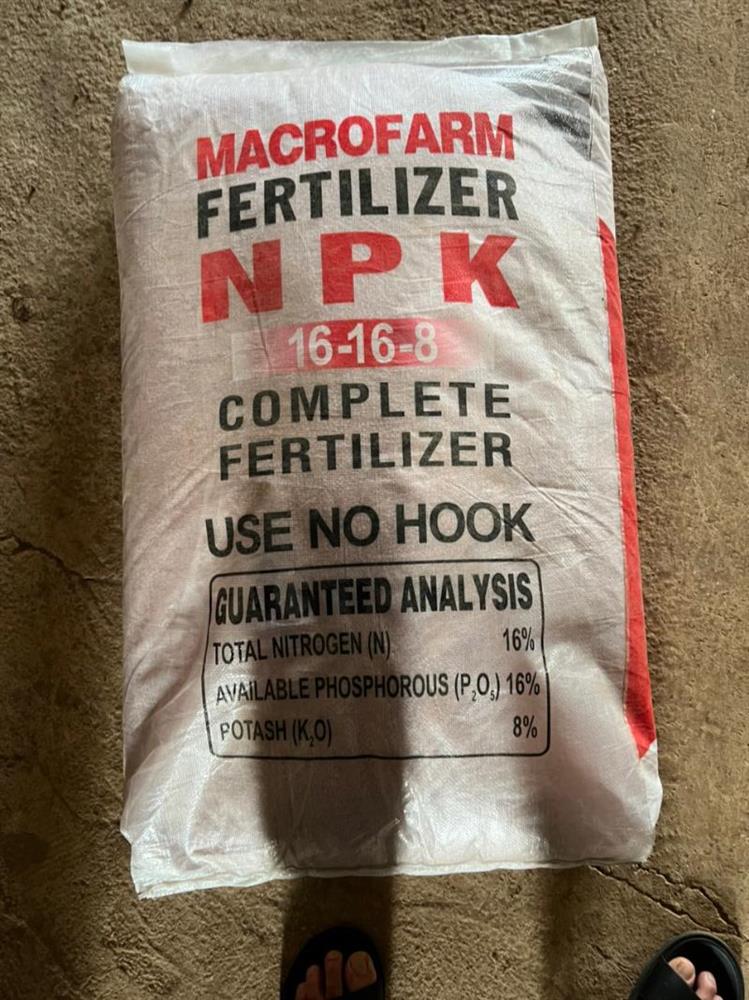 MACROFARM
FERTILIZER
NPK
16-16-8
COMPLETE
FERTILIZER
USE NO HOOK
GUARANTEED ANALYSIS
TOTAL NITROGEN (N) 16%
AVAILABLE PHOSPHOROUS (P₂O₅) 16%
POTASH (K₂O) 8%